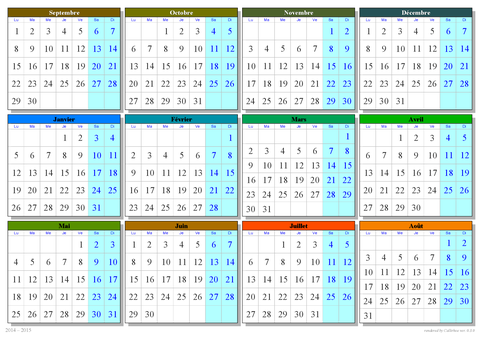 Septembre
Lu Ma Me Je Ve Sa Di
1 2 3 4 5 6 7
8 9 10 11 12 13 14
15 16 17 18 19 20 21
22 23 24 25 26 27 28
29 30
Octobre
Lu Ma Me Je Ve Sa Di
1 2 3 4 5
6 7 8 9 10 11 12
13 14 15 16 17 18 19
20 21 22 23 24 25 26
27 28 29 30 31
Novembre
Lu Ma Me Je Ve Sa Di
1 2
3 4 5 6 7 8 9
10 11 12 13 14 15 16
17 18 19 20 21 22 23
24 25 26 27 28 29 30
Décembre
Lu Ma Me Je Ve Sa Di
1 2 3 4 5 6 7
8 9 10 11 12 13 14
15 16 17 18 19 20 21
22 23 24 25 26 27 28
29 30 31
Janvier
Lu Ma Me Je Ve Sa Di
1 2 3 4
5 6 7 8 9 10 11
12 13 14 15 16 17 18
19 20 21 22 23 24 25
26 27 28 29 30 31
Février
Lu Ma Me Je Ve Sa Di
1
2 3 4 5 6 7 8
9 10 11 12 13 14 15
16 17 18 19 20 21 22
23 24 25 26 27 28
Mars
Lu Ma Me Je Ve Sa Di
1
2 3 4 5 6 7 8
9 10 11 12 13 14 15
16 17 18 19 20 21 22
23 24 25 26 27 28 29
30 31
Avril
Lu Ma Me Je Ve Sa Di
1 2 3 4 5
6 7 8 9 10 11 12
13 14 15 16 17 18 19
20 21 22 23 24 25 26
27 28 29 30
Mai
Lu Ma Me Je Ve Sa Di
1 2 3
4 5 6 7 8 9 10
11 12 13 14 15 16 17
18 19 20 21 22 23 24
25 26 27 28 29 30 31
Juin
Lu Ma Me Je Ve Sa Di
1 2 3 4 5 6 7
8 9 10 11 12 13 14
15 16 17 18 19 20 21
22 23 24 25 26 27 28
29 30
Juillet
Lu Ma Me Je Ve Sa Di
1 2 3 4 5
6 7 8 9 10 11 12
13 14 15 16 17 18 19
20 21 22 23 24 25 26
27 28 29 30 31
Août
Lu Ma Me Je Ve Sa Di
1 2
3 4 5 6 7 8 9
10 11 12 13 14 15 16
17 18 19 20 21 22 23
24 25 26 27 28 29 30
31
2014 - 2015